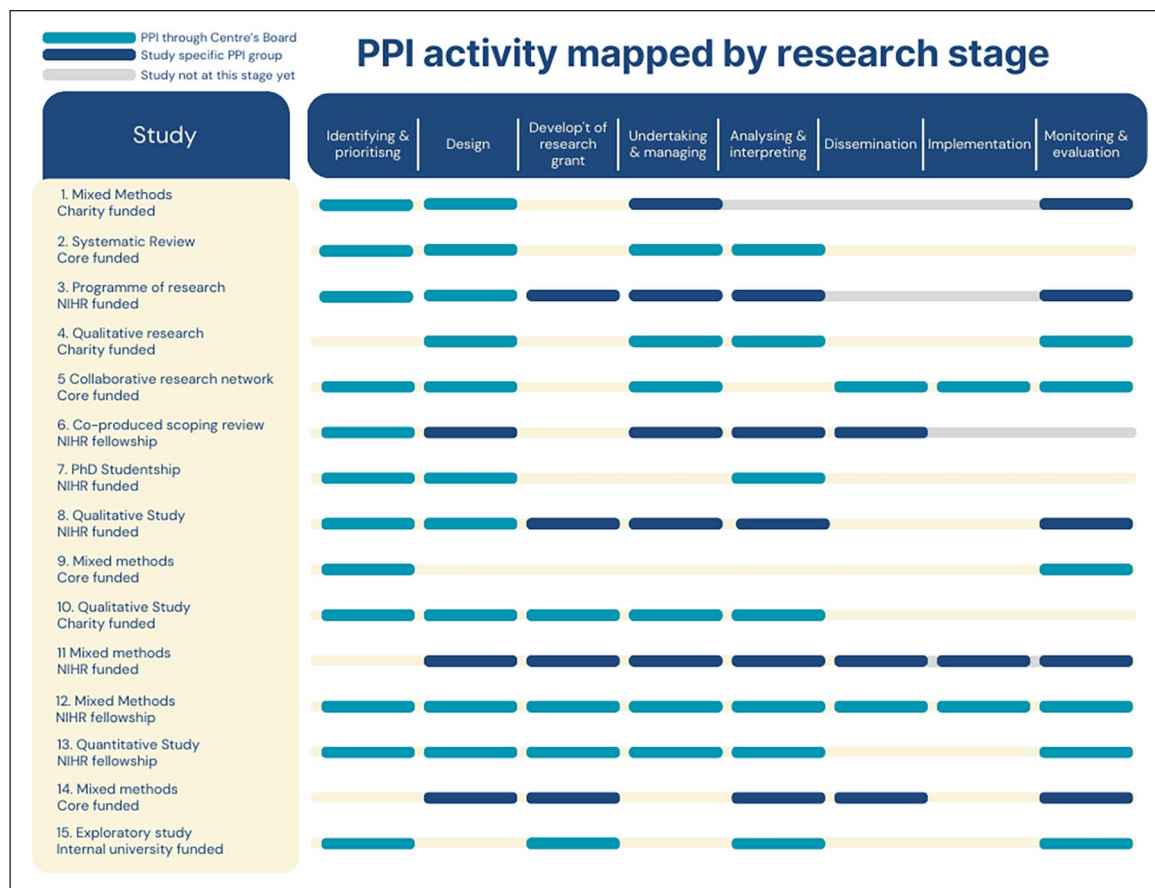 PPI through Centre's Board
Study specific PPI group
Study not at this stage yet
PPI activity mapped by research stage
Study
Identifying &
prioritisng
Design
Develop't of
research
grant
Undertaking
& managing
Analysing &
interpreting
Dissemination
Implementation
Monitoring &
evaluation
1. Mixed Methods
Charity funded
2. Systematic Review
Core funded
3. Programme of research
NIHR funded
4. Qualitative research
Charity funded
5 Collaborative research network
Core funded
6. Co-produced scoping review
NIHR fellowship
7. PhD Studentship
NIHR funded
8. Qualitative Study
NIHR funded
9. Mixed methods
Core funded
10. Qualitative Study
Charity funded
11 Mixed methods
NIHR funded
12. Mixed Methods
NIHR fellowship
13. Quantitative Study
NIHR fellowship
14. Mixed methods
Core funded
15. Exploratory study
Internal university funded